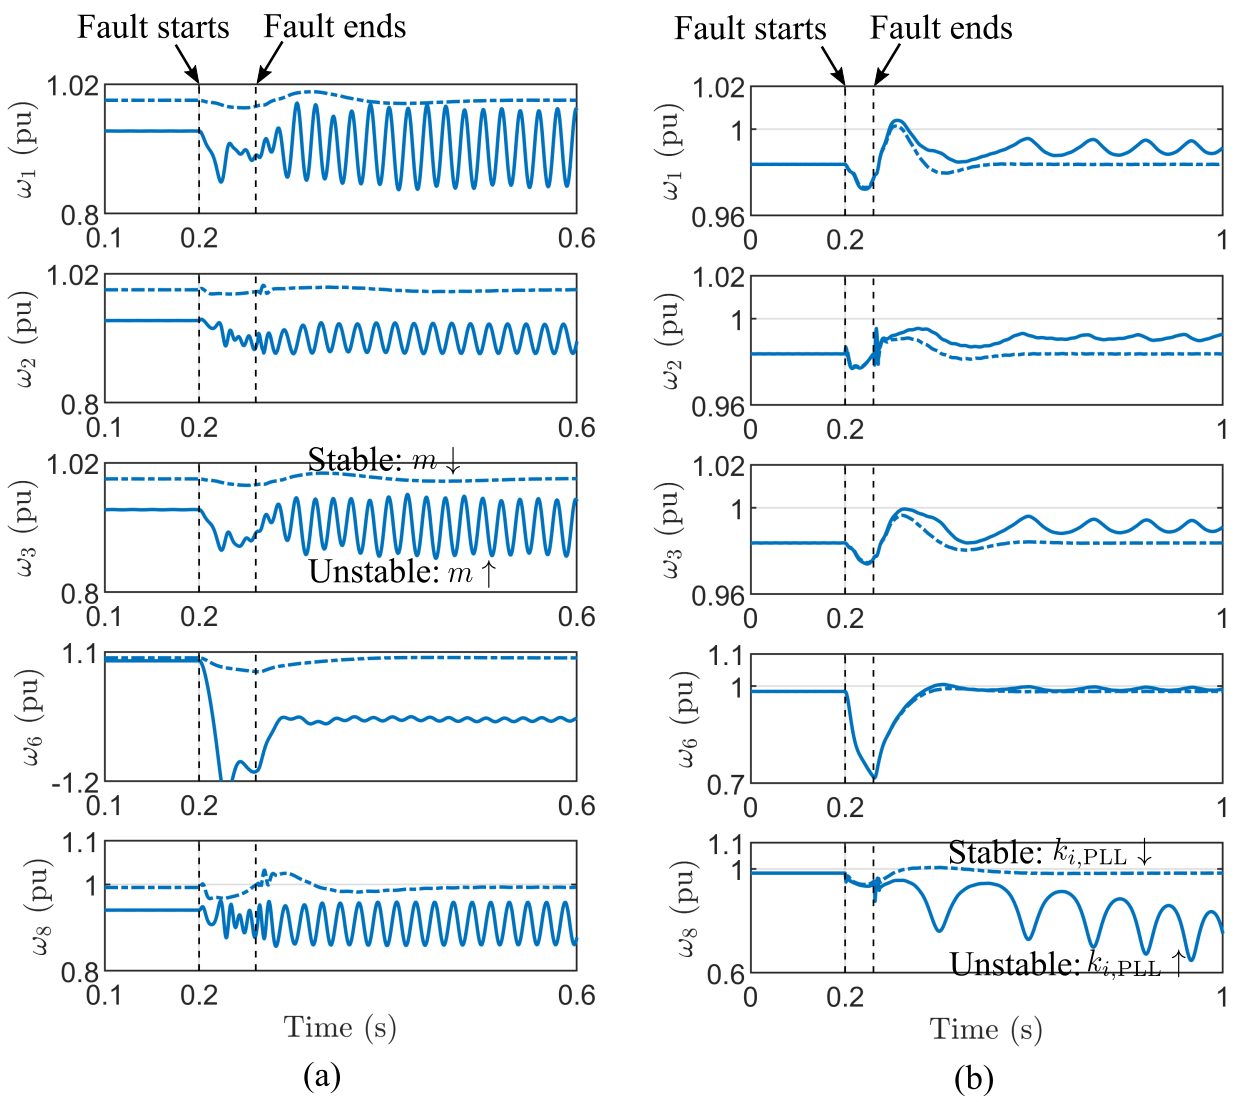 Fault starts Fault ends
1.02
ω1 (pu)
0.8
0.1 0.2 0.6
1.02
ω2 (pu)
0.8
0.1 0.2 0.6
1.02
Stable: m ↓
ω3 (pu)
Unstable: m ↑
0.8
0.1 0.2 0.6
1.1
ω6 (pu)
-1.2
0.1 0.2 0.6
1.1
1
ω8 (pu)
0.8
0.1 0.2 0.6
Time (s)
(a)
Fault starts Fault ends
1.02
1
ω1 (pu)
0.96
0 0.2 1
1.02
1
ω2 (pu)
0.96
0 0.2 1
1.02
1
ω3 (pu)
0.96
0 0.2 1
1.1
1
ω6 (pu)
0.7
0 0.2 1
1.1
Stable: ki,PLL ↓
1
ω8 (pu)
Unstable: ki,PLL ↑
0.6
0 0.2 1
Time (s)
(b)